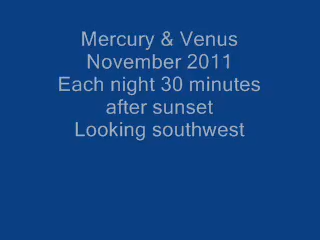 Mercury & Venus
November 2011
Each night 30 minutes
after sunset
Looking southwest